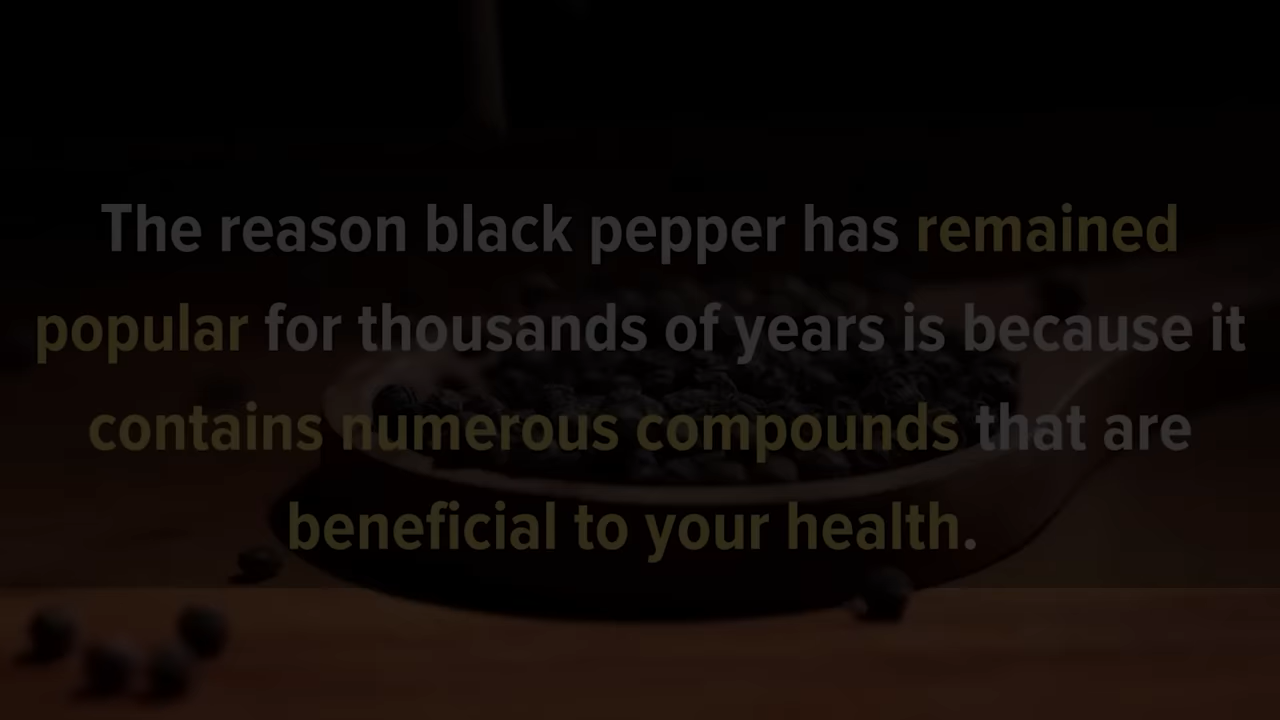 The reason black pepper has remained
popular for thousands of years is because it
contains numerous compounds that are
beneficial to your health.